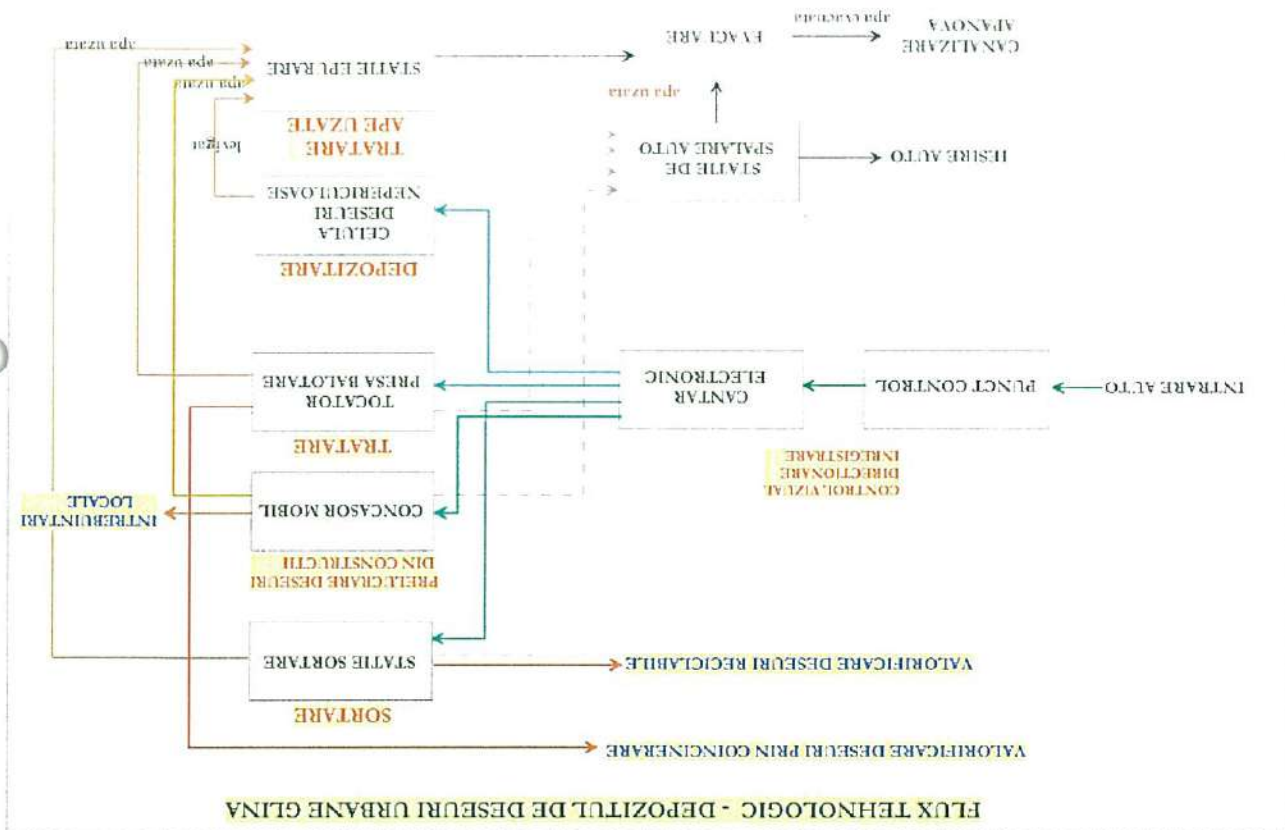 FLUX TEHNOLOGIC - DEPOZITUL DE DESEURI URBANE GLINA
VALORIFICARE DESEURI PRIN COINCINERARE
SORTARE
VALORIFICARE DESEURI RECICLABILE
STATIE SORTARE
PRELUCRARE DESEURI
DIN CONSTRUCTII
CONCASOR MOBIL
INTREBUINTARI
LOCALE
CONTROL VIZUAL
DIRECTIONARE
INREGISTRARE
TRATARE
INTRARE AUTO
PUNCT CONTROL
CANTAR
ELECTRONIC
TOCATOR
PRESA BALOTARE
DEPOZITARE
CELULA
DESEURI
NEPERICULOASE
IESIRE AUTO
STATIE DE
SPALARE AUTO
levigat
TRATARE
APE UZATE
apa uzata
STATIE EPURARE
apa uzata
apa uzata
apa uzata
CANALIZARE
APANOVA
apa evacuata
EVACUARE